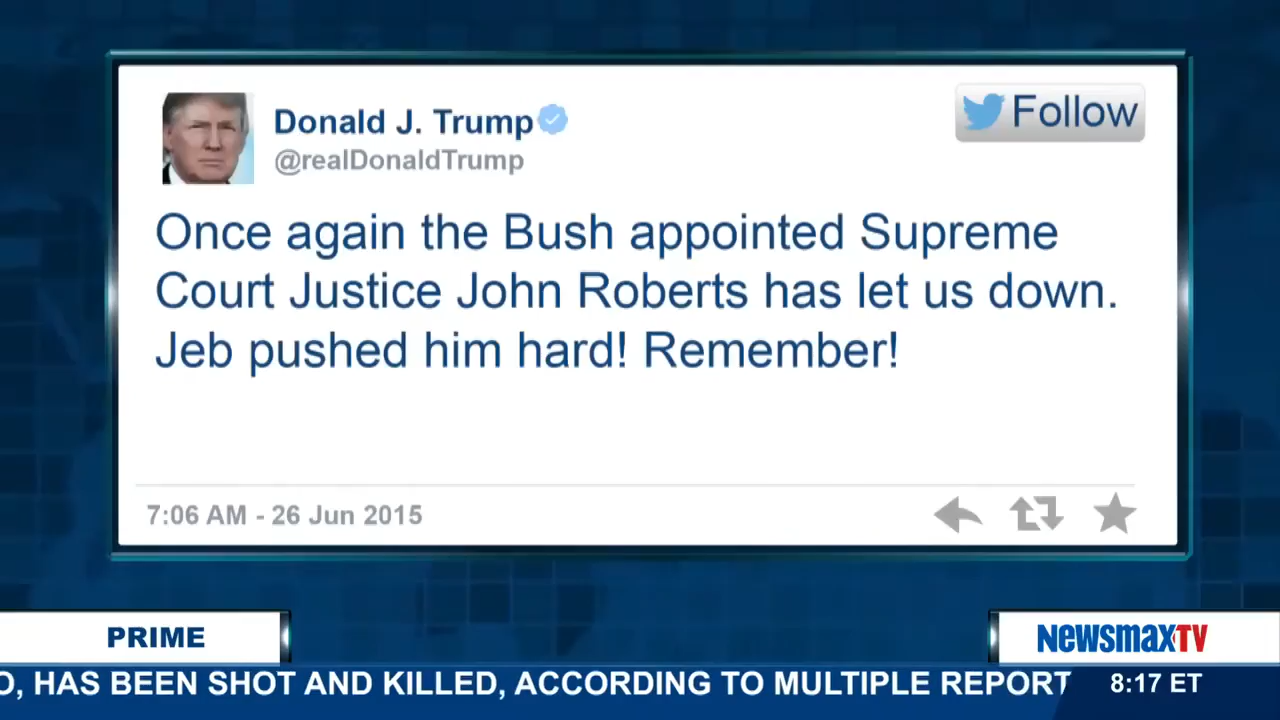 Donald J. Trump
@realDonaldTrump
Follow
Once again the Bush appointed Supreme
Court Justice John Roberts has let us down.
Jeb pushed him hard! Remember!
7:06 AM - 26 Jun 2015
PRIME
NEWSMAXTV
O, HAS BEEN SHOT AND KILLED, ACCORDING TO MULTIPLE REPORT
8:17 ET